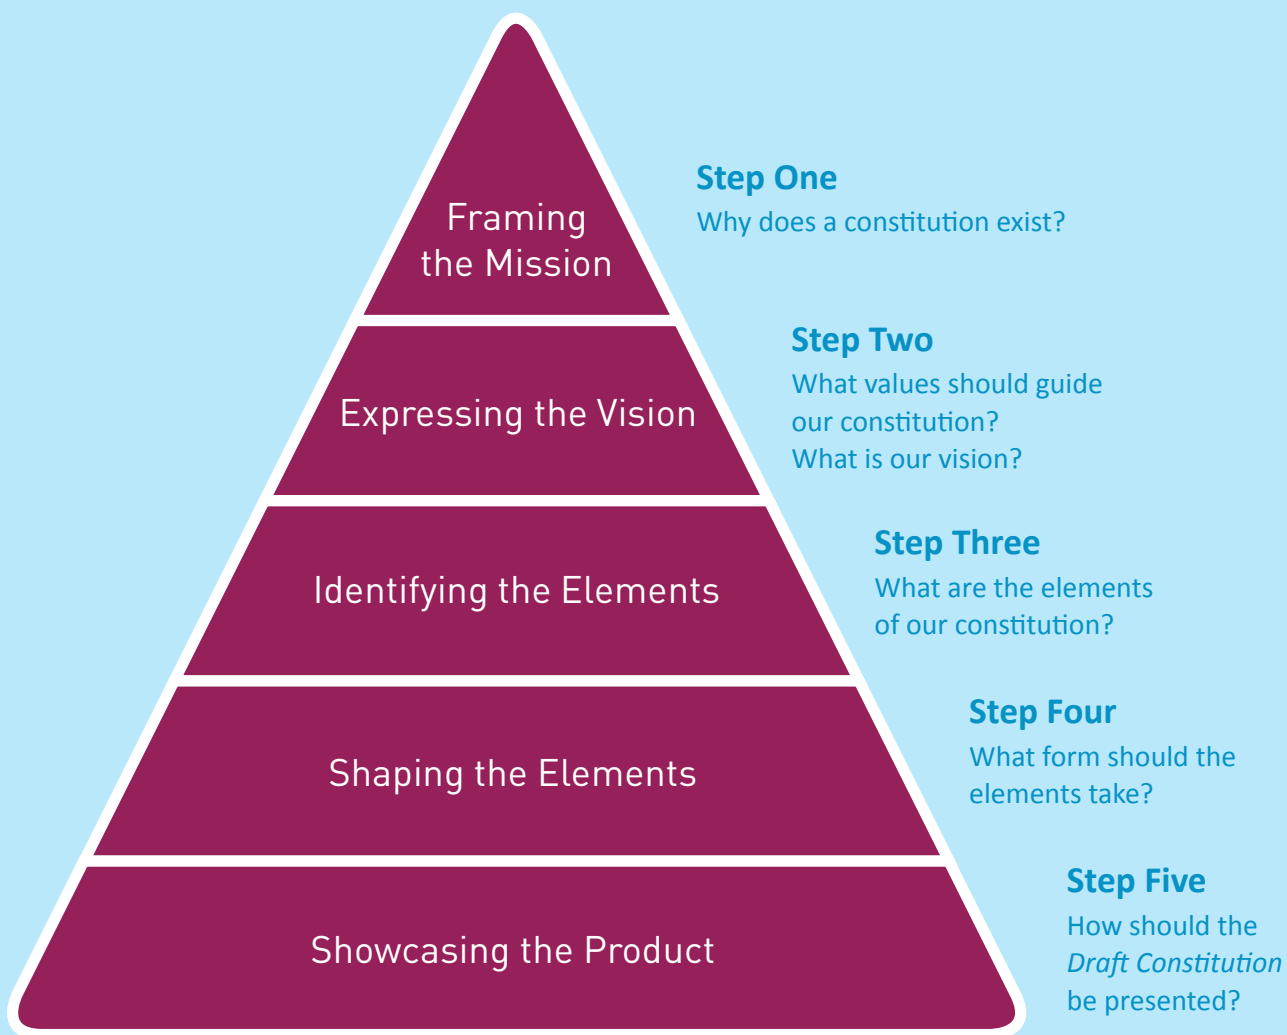 Framing
the Mission
Step One
Why does a constitution exist?
Expressing the Vision
Step Two
What values should guide
our constitution?
What is our vision?
Identifying the Elements
Step Three
What are the elements
of our constitution?
Shaping the Elements
Step Four
What form should the
elements take?
Showcasing the Product
Step Five
How should the
Draft Constitution
be presented?